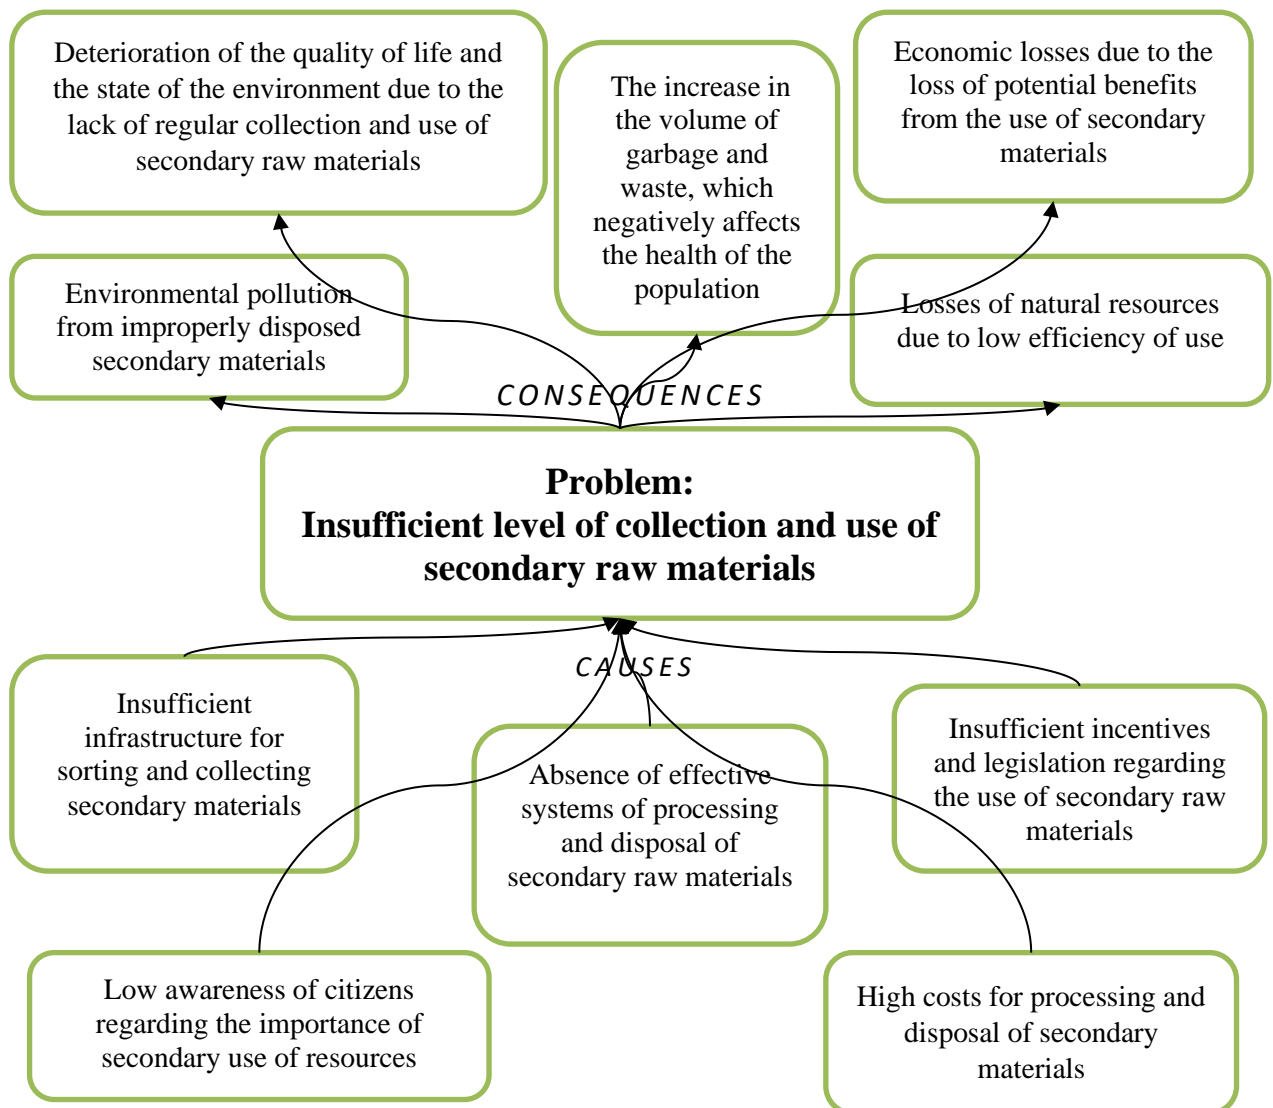 Deterioration of the quality of life and
the state of the environment due to the
lack of regular collection and use of
secondary raw materials
The increase in
the volume of
garbage and
waste, which
negatively affects
the health of the
population
Economic losses due to the
loss of potential benefits
from the use of secondary
materials
Environmental pollution
from improperly disposed
secondary materials
Losses of natural resources
due to low efficiency of use
CONSEQUENCES
Problem:
Insufficient level of collection and use of
secondary raw materials
CAUSES
Insufficient
infrastructure for
sorting and collecting
secondary materials
Absence of effective
systems of processing
and disposal of
secondary raw materials
Insufficient incentives
and legislation regarding
the use of secondary raw
materials
Low awareness of citizens
regarding the importance of
secondary use of resources
High costs for processing and
disposal of secondary
materials